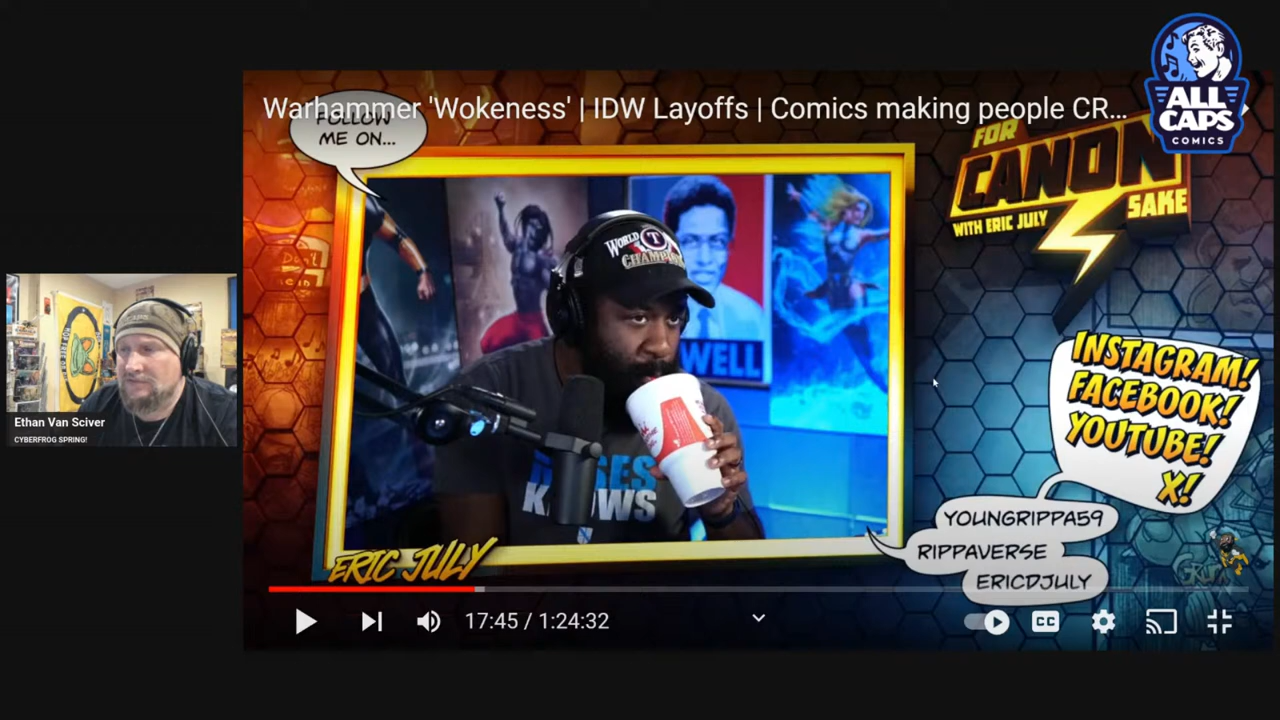 Warhammer 'Wokeness' | IDW Layoffs | Comics making people CR...
ALL
CAPS
COMICS
FOLLOW
ME ON...
FOR
CANON
SAKE
WITH ERIC JULY
WORLD
T
CHAMPIONS
WELL
KNOWS
INSTAGRAM!
FACEBOOK!
YOUTUBE!
X!
YOUNGRIPPA59
RIPPAVERSE
ERICDJULY
ERIC JULY
Ethan Van Sciver
CYBERFROG SPRING!
17:45 / 1:24:32
CC